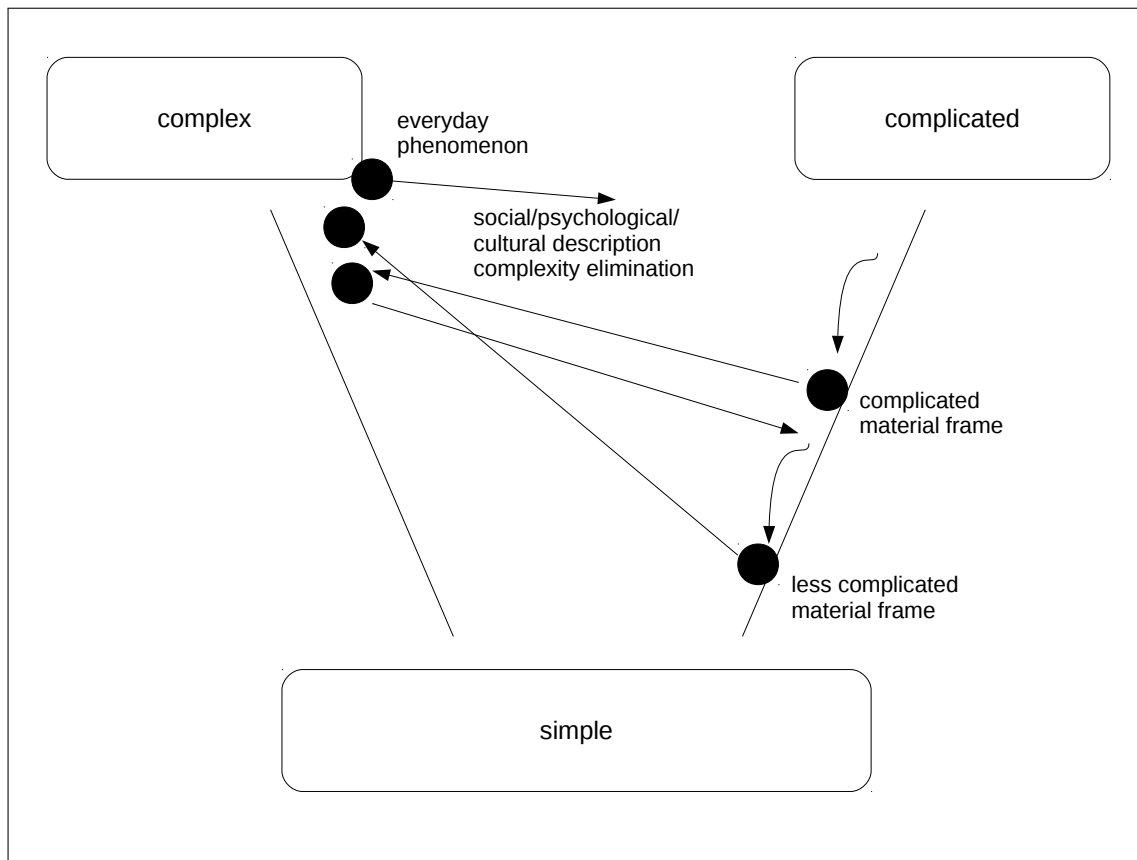 complex
complicated
everyday
phenomenon
social/psychological/
cultural description
complexity elimination
complicated
material frame
less complicated
material frame
simple